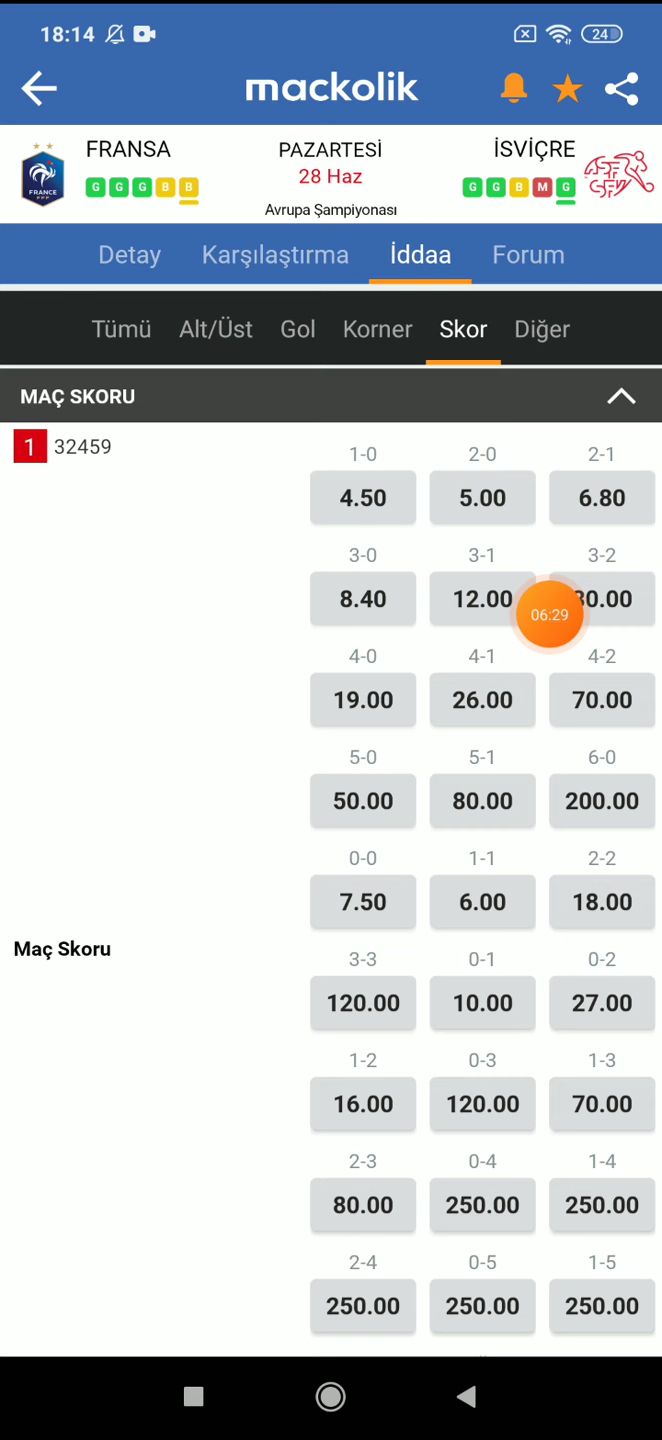 18:14 24
mackolik
FRANSA PAZARTESİ İSVİÇRE
FRANCE G G G B B 28 Haz G G B M G
Avrupa Şampiyonası
Detay Karşılaştırma İddaa Forum
Tümü Alt/Üst Gol Korner Skor Diğer
MAÇ SKORU
1 32459
1-0 2-0 2-1
4.50 5.00 6.80
3-0 3-1 3-2
8.40 12.00 30.00
06:29
4-0 4-1 4-2
19.00 26.00 70.00
5-0 5-1 6-0
50.00 80.00 200.00
0-0 1-1 2-2
7.50 6.00 18.00
Maç Skoru
3-3 0-1 0-2
120.00 10.00 27.00
1-2 0-3 1-3
16.00 120.00 70.00
2-3 0-4 1-4
80.00 250.00 250.00
2-4 0-5 1-5
250.00 250.00 250.00